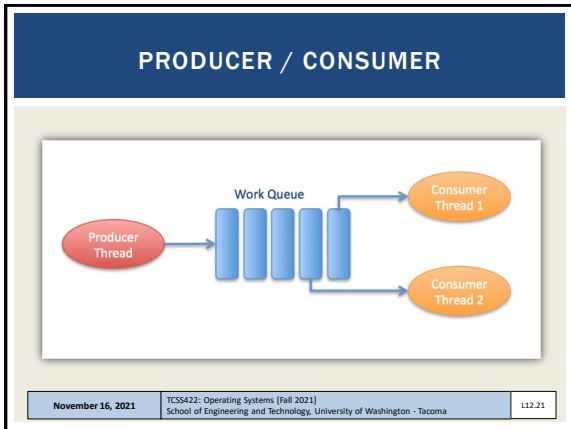 PRODUCER / CONSUMER
Work Queue
Producer
Thread
Consumer
Thread 1
Consumer
Thread 2
November 16, 2021
TCSS422: Operating Systems [Fall 2021]
School of Engineering and Technology, University of Washington - Tacoma
L12.21